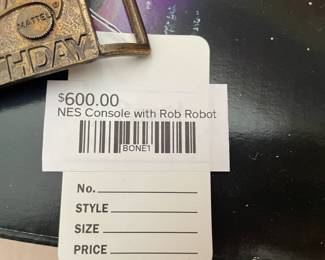 MATTEL
THDAY
$600.00
NES Console with Rob Robot
BONE1
No.
STYLE
SIZE
PRICE